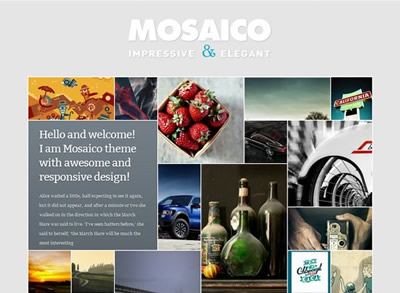 MOSAICO
IMPRESSIVE & ELEGANT
Hello and welcome!
I am Mosaico theme
with awesome and
responsive design!
Alice waited a little, half expecting to see it again,
but it did not appear, and after a minute or two she
walked on in the direction in which the March
Hare was said to live. 'I've seen hatters before,' she
said to herself; 'the March Hare will be much the
most interesting
CALIFORNIA